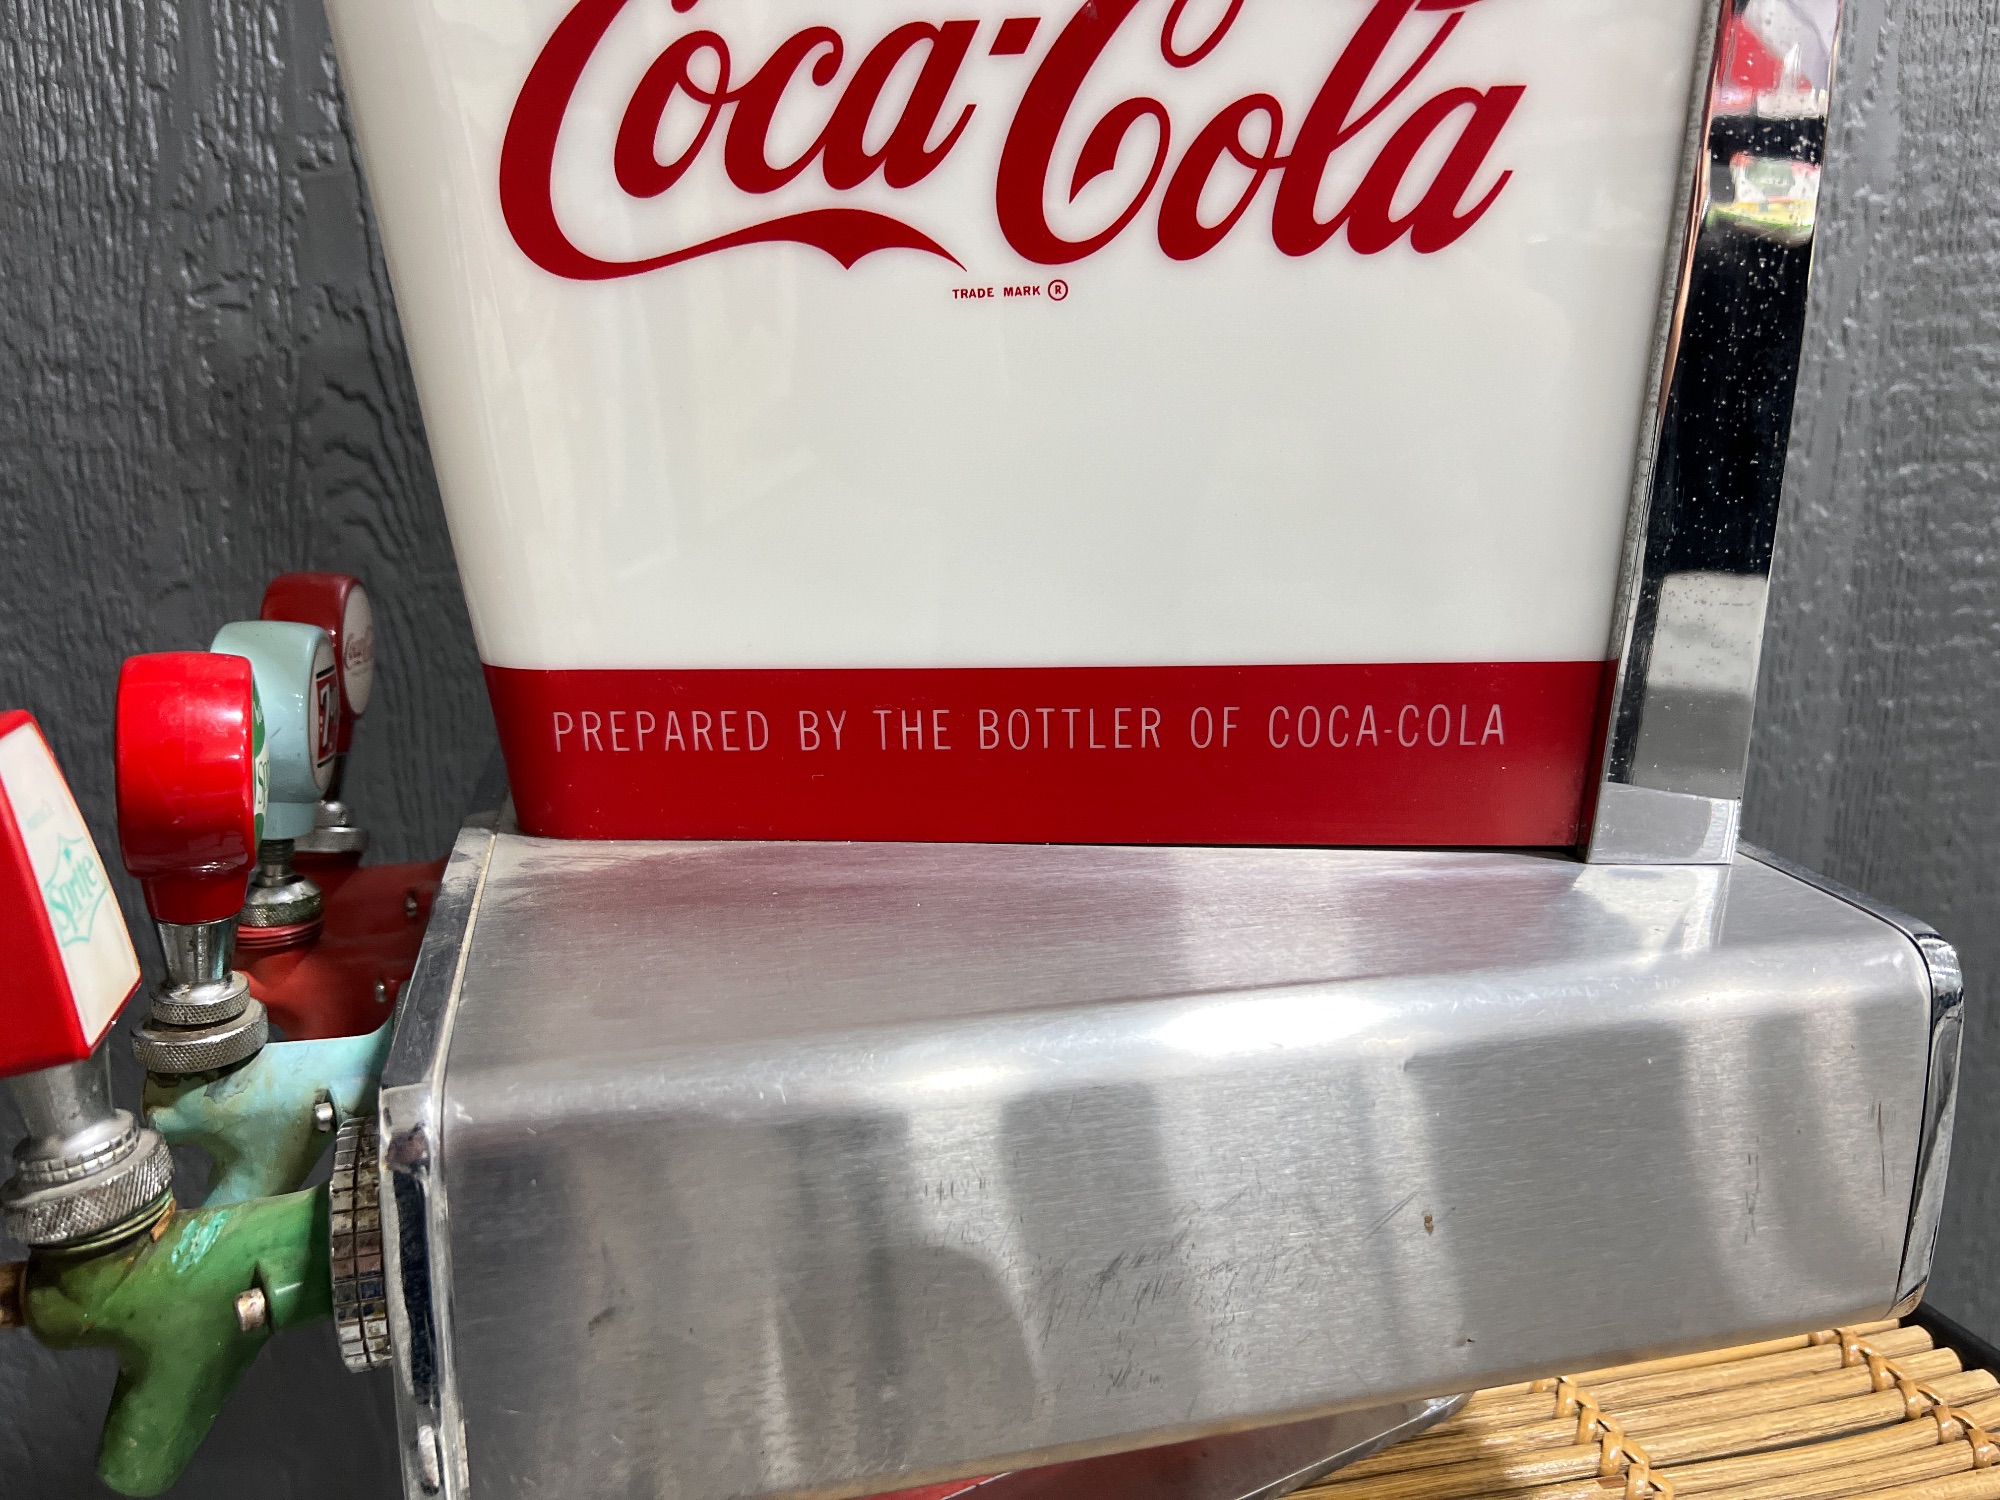 Coca-Cola
TRADE MARK ®
PREPARED BY THE BOTTLER OF COCA-COLA
Sprite